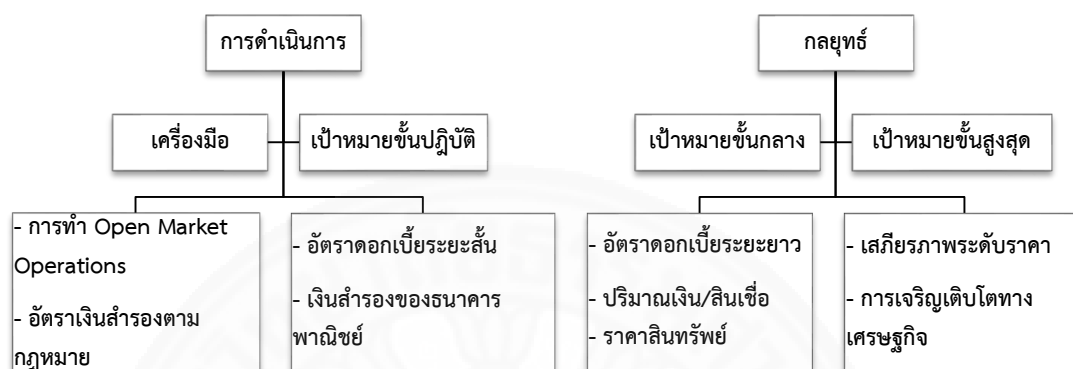 การดำเนินการ
เครื่องมือ
เป้าหมายขั้นปฎิบัติ
- การทำ Open Market
Operations
- อัตราเงินสำรองตาม
กฎหมาย
- อัตราดอกเบี้ยระยะสั้น
- เงินสำรองของธนาคาร
พาณิชย์
กลยุทธ์
เป้าหมายขั้นกลาง
เป้าหมายขั้นสูงสุด
- อัตราดอกเบี้ยระยะยาว
- ปริมาณเงิน/สินเชื่อ
- ราคาสินทรัพย์
- เสภียรภาพระดับราคา
- การเจริญเติบโตทาง
เศรษฐกิจ